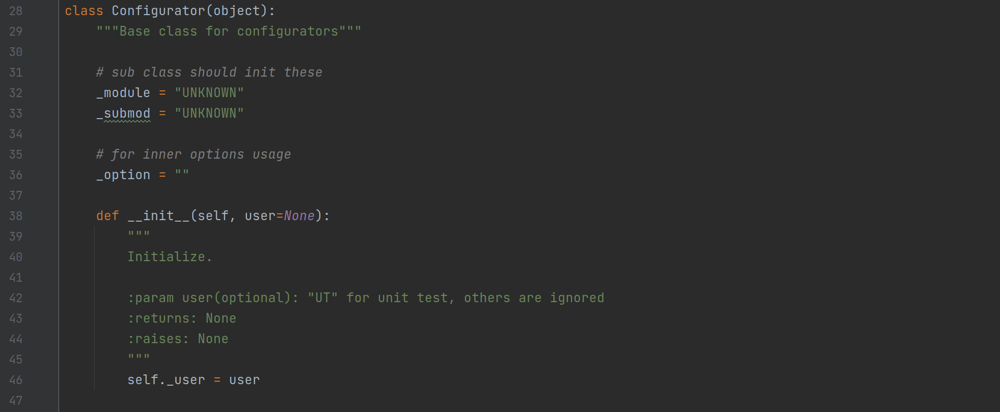 28 class Configurator(object):
29     """Base class for configurators"""
30
31     # sub class should init these
32     _module = "UNKNOWN"
33     _submod = "UNKNOWN"
34
35     # for inner options usage
36     _option = ""
37
38     def __init__(self, user=None):
39         """
40         Initialize.
41
42         :param user(optional): "UT" for unit test, others are ignored
43         :returns: None
44         :raises: None
45         """
46         self._user = user
47